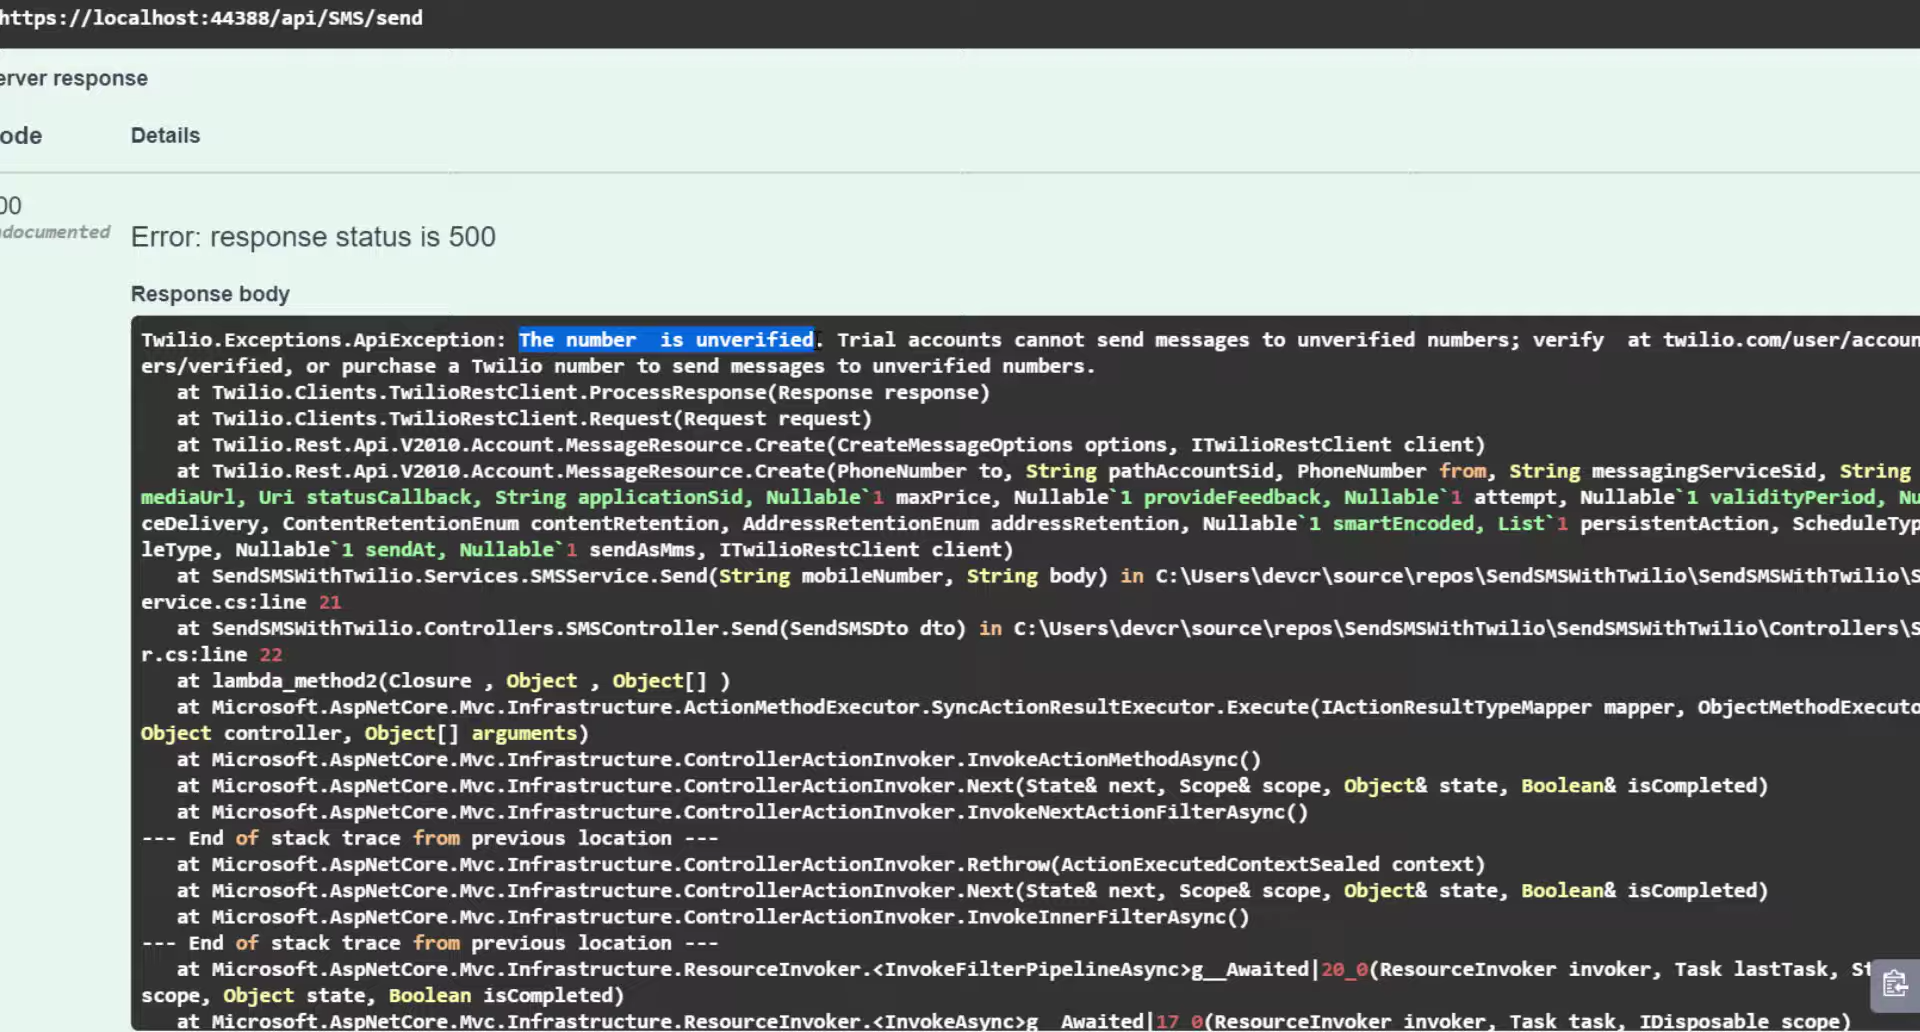 https://localhost:44388/api/SMS/send
erver response
ode Details
00
ndocumented Error: response status is 500
Response body
Twilio.Exceptions.ApiException: The number  is unverified. Trial accounts cannot send messages to unverified numbers; verify  at twilio.com/user/accoun
ers/verified, or purchase a Twilio number to send messages to unverified numbers.
at Twilio.Clients.TwilioRestClient.ProcessResponse(Response response)
at Twilio.Clients.TwilioRestClient.Request(Request request)
at Twilio.Rest.Api.V2010.Account.MessageResource.Create(CreateMessageOptions options, ITwilioRestClient client)
at Twilio.Rest.Api.V2010.Account.MessageResource.Create(PhoneNumber to, String pathAccountSid, PhoneNumber from, String messagingServiceSid, String
mediaUrl, Uri statusCallback, String applicationSid, Nullable`1 maxPrice, Nullable`1 provideFeedback, Nullable`1 attempt, Nullable`1 validityPeriod, Nu
ceDelivery, ContentRetentionEnum contentRetention, AddressRetentionEnum addressRetention, Nullable`1 smartEncoded, List`1 persistentAction, ScheduleTyp
leType, Nullable`1 sendAt, Nullable`1 sendAsMms, ITwilioRestClient client)
at SendSMSWithTwilio.Services.SMSService.Send(String mobileNumber, String body) in C:\Users\devcr\source\repos\SendSMSWithTwilio\SendSMSWithTwilio\S
ervice.cs:line 21
at SendSMSWithTwilio.Controllers.SMSController.Send(SendSMSDto dto) in C:\Users\devcr\source\repos\SendSMSWithTwilio\SendSMSWithTwilio\Controllers\S
r.cs:line 22
at lambda_method2(Closure , Object , Object[] )
at Microsoft.AspNetCore.Mvc.Infrastructure.ActionMethodExecutor.SyncActionResultExecutor.Execute(IActionResultTypeMapper mapper, ObjectMethodExecuto
Object controller, Object[] arguments)
at Microsoft.AspNetCore.Mvc.Infrastructure.ControllerActionInvoker.InvokeActionMethodAsync()
at Microsoft.AspNetCore.Mvc.Infrastructure.ControllerActionInvoker.Next(State& next, Scope& scope, Object& state, Boolean& isCompleted)
at Microsoft.AspNetCore.Mvc.Infrastructure.ControllerActionInvoker.InvokeNextActionFilterAsync()
--- End of stack trace from previous location ---
at Microsoft.AspNetCore.Mvc.Infrastructure.ControllerActionInvoker.Rethrow(ActionExecutedContextSealed context)
at Microsoft.AspNetCore.Mvc.Infrastructure.ControllerActionInvoker.Next(State& next, Scope& scope, Object& state, Boolean& isCompleted)
at Microsoft.AspNetCore.Mvc.Infrastructure.ControllerActionInvoker.InvokeInnerFilterAsync()
--- End of stack trace from previous location ---
at Microsoft.AspNetCore.Mvc.Infrastructure.ResourceInvoker.<InvokeFilterPipelineAsync>g__Awaited|20_0(ResourceInvoker invoker, Task lastTask, St
scope, Object state, Boolean isCompleted)
at Microsoft.AspNetCore.Mvc.Infrastructure.ResourceInvoker.<InvokeAsync>g__Awaited|17_0(ResourceInvoker invoker, Task task, IDisposable scope)